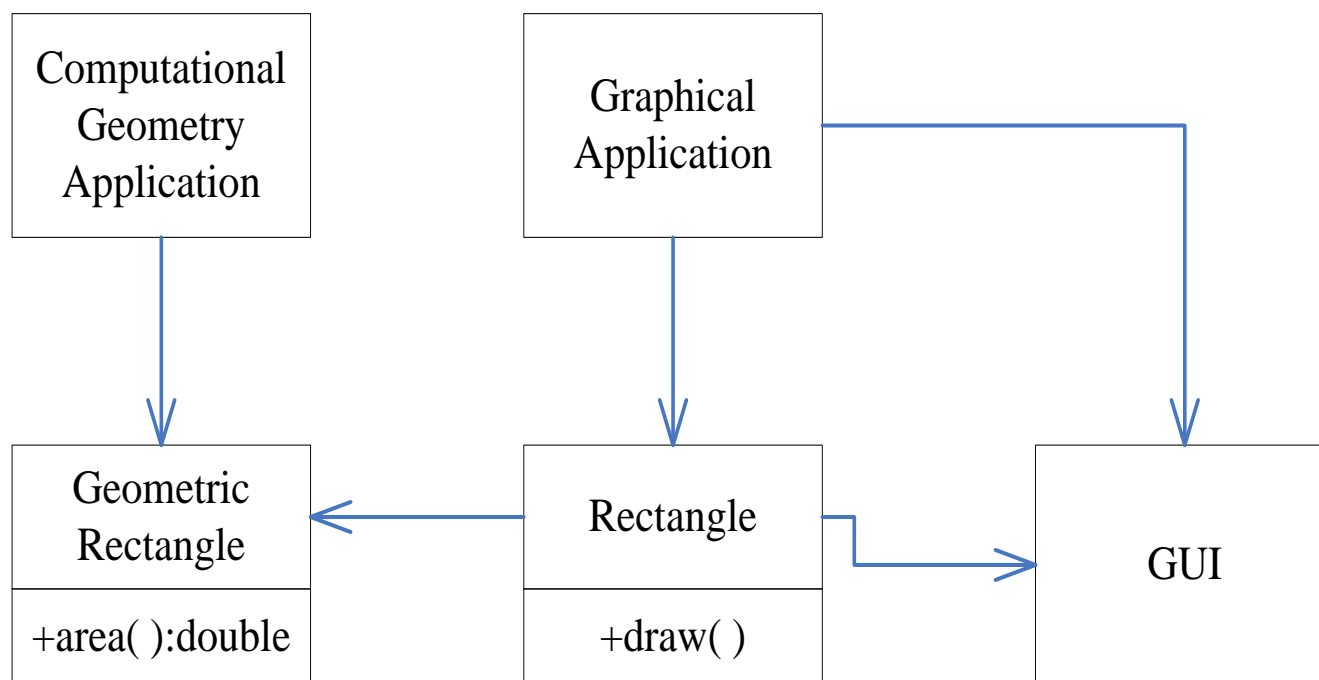 Computational
Geometry
Application
Graphical
Application
Geometric
Rectangle
+area( ):double
Rectangle
+draw( )
GUI